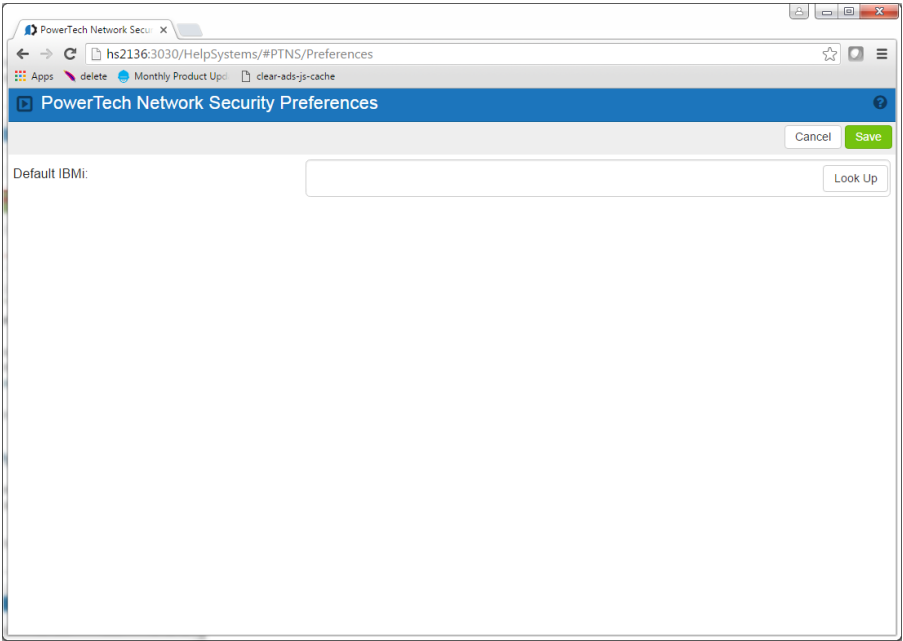 PowerTech Network Secu
hs2136:3030/HelpSystems/#PTNS/Preferences
Apps delete Monthly Product Upd clear-ads-js-cache
PowerTech Network Security Preferences
Cancel Save
Default IBMi: Look Up